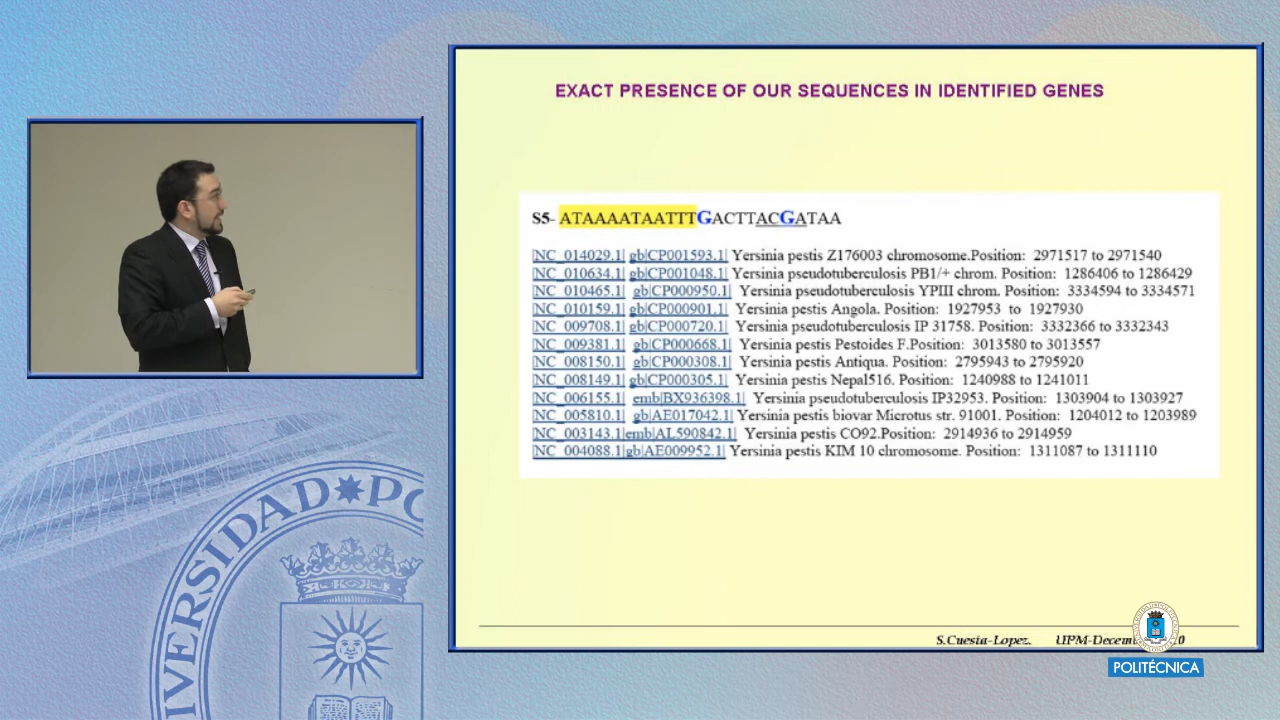 EXACT PRESENCE OF OUR SEQUENCES IN IDENTIFIED GENES
S5- ATAAAATAATTTGACTTACGATAA
|NC_014029.1| gb|CP001593.1| Yersinia pestis Z176003 chromosome.Position: 2971517 to 2971540
|NC_010634.1| gb|CP001048.1| Yersinia pseudotuberculosis PB1/+ chrom. Position: 1286406 to 1286429
|NC_010465.1| gb|CP000950.1| Yersinia pseudotuberculosis YPIII chrom. Position: 3334594 to 3334571
|NC_010159.1| gb|CP000901.1| Yersinia pestis Angola. Position: 1927953 to 1927930
|NC_009708.1| gb|CP000720.1| Yersinia pseudotuberculosis IP 31758. Position: 3332366 to 3332343
|NC_009381.1| gb|CP000668.1| Yersinia pestis Pestoides F.Position: 3013580 to 3013557
|NC_008150.1| gb|CP000308.1| Yersinia pestis Antiqua. Position: 2795943 to 2795920
|NC_008149.1| gb|CP000305.1| Yersinia pestis Nepal516. Position: 1240988 to 1241011
|NC_006155.1| emb|BX936398.1| Yersinia pseudotuberculosis IP32953. Position: 1303904 to 1303927
|NC_005810.1| gb|AE017042.1| Yersinia pestis biovar Microtus str. 91001. Position: 1204012 to 1203989
|NC_003143.1|emb|AL590842.1| Yersinia pestis CO92.Position: 2914936 to 2914959
|NC_004088.1|gb|AE009952.1| Yersinia pestis KIM 10 chromosome. Position: 1311087 to 1311110
S.Cuesta-Lopez. UPM-Decem 0
POLITÉCNICA
VERSIDAD PO